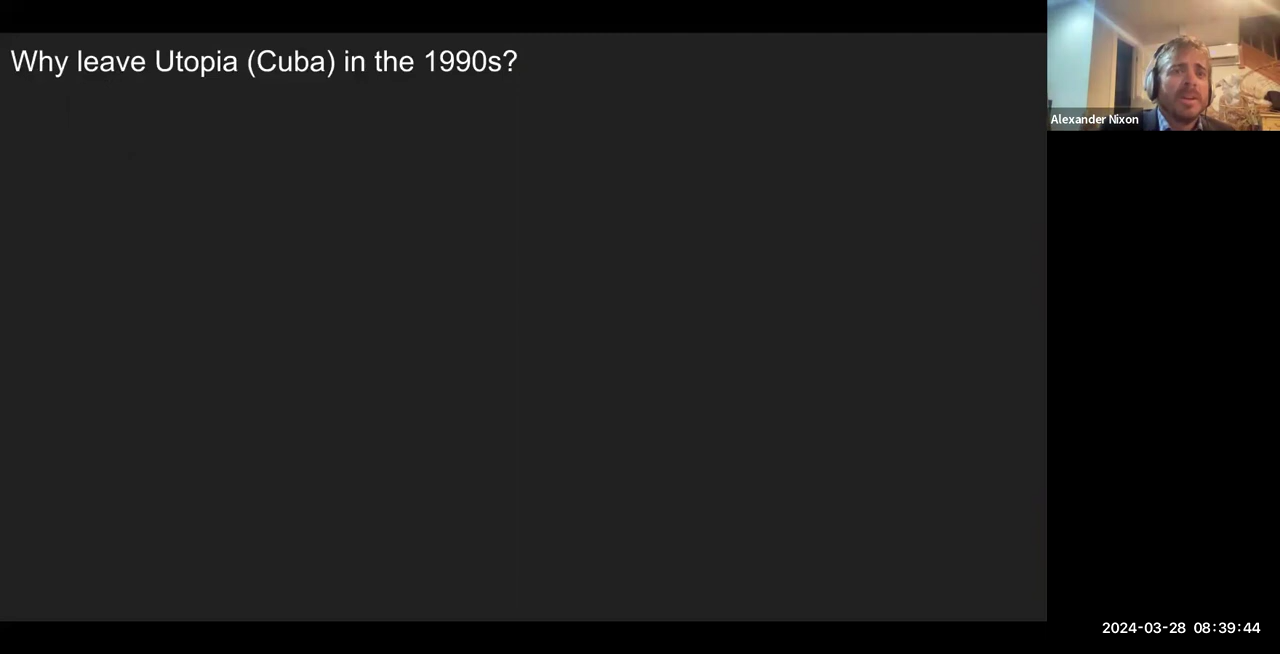 Why leave Utopia (Cuba) in the 1990s?
Alexander Nixon
2024-03-28 08:39:44